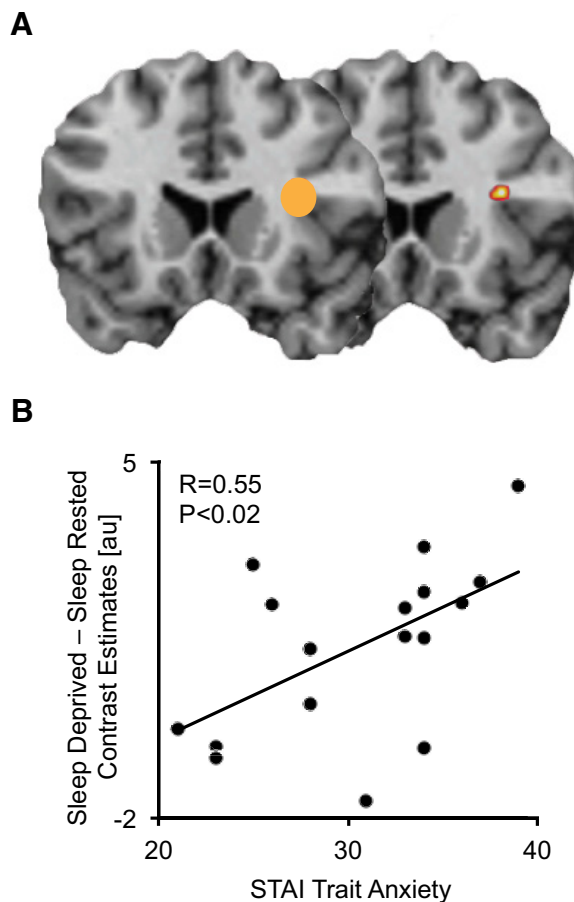 A
B
Sleep Deprived – Sleep Rested
Contrast Estimates [au]
5
R=0.55
P<0.02
-2
20
30
40
STAI Trait Anxiety